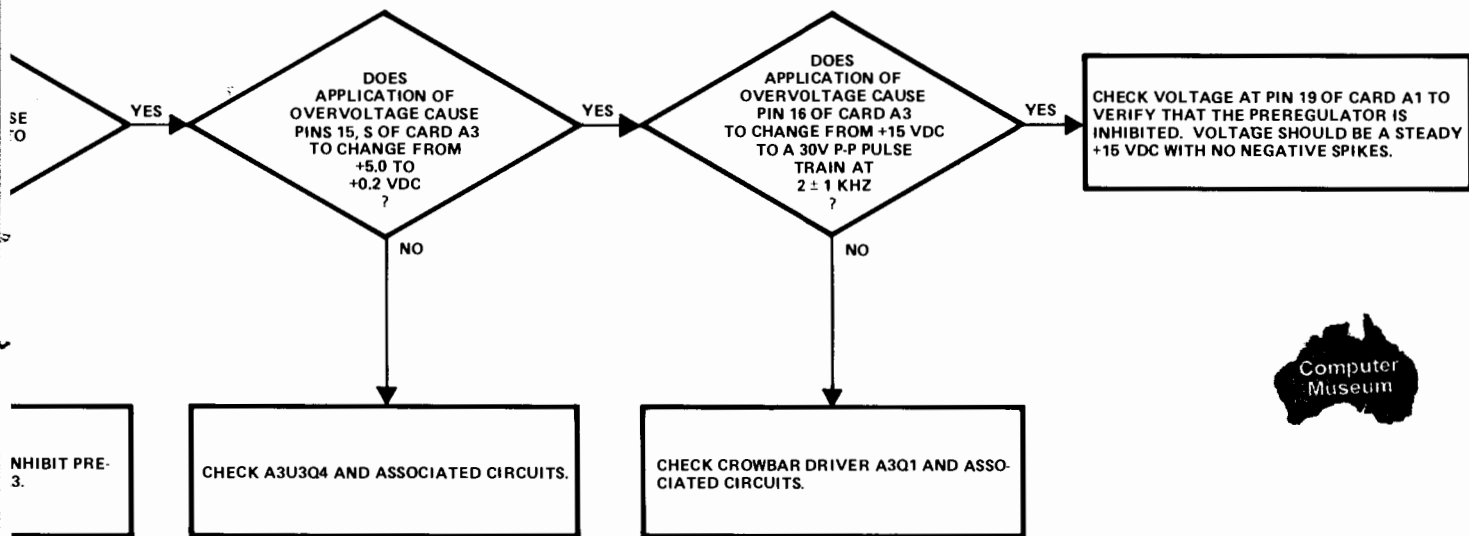 SE
TO
YES
DOES
APPLICATION OF
OVERVOLTAGE CAUSE
PINS 15, S OF CARD A3
TO CHANGE FROM
+5.0 TO
+0.2 VDC
?
YES
DOES
APPLICATION OF
OVERVOLTAGE CAUSE
PIN 16 OF CARD A3
TO CHANGE FROM +15 VDC
TO A 30V P-P PULSE
TRAIN AT
2 ± 1 KHZ
?
YES
CHECK VOLTAGE AT PIN 19 OF CARD A1 TO
VERIFY THAT THE PREREGULATOR IS
INHIBITED. VOLTAGE SHOULD BE A STEADY
+15 VDC WITH NO NEGATIVE SPIKES.
NO
NO
NHIBIT PRE-
3.
CHECK A3U3Q4 AND ASSOCIATED CIRCUITS.
CHECK CROWBAR DRIVER A3Q1 AND ASSO-
CIATED CIRCUITS.
Computer
Museum